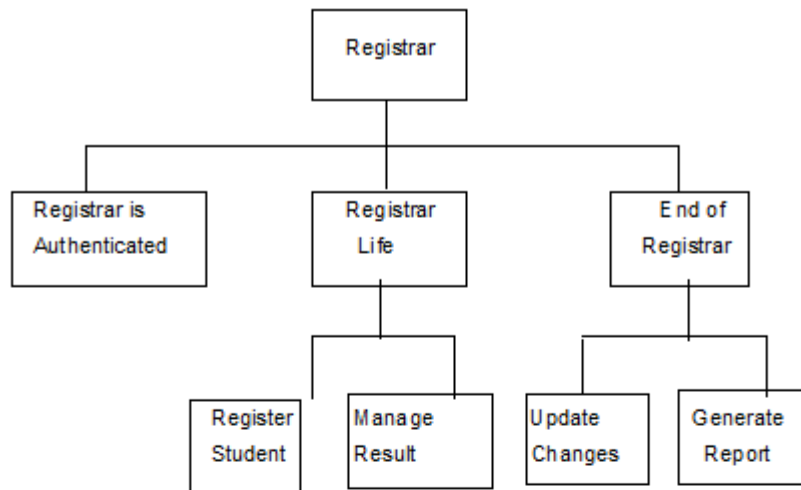 Registrar
Registrar is
Authenticated
Registrar
Life
End of
Registrar
Register
Student
Manage
Result
Update
Changes
Generate
Report